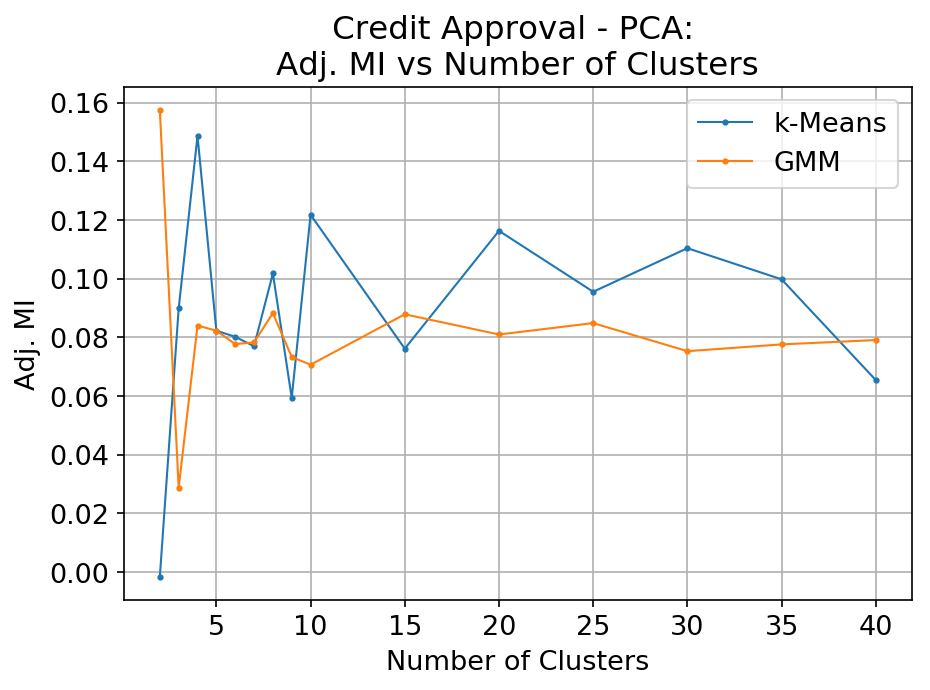 Credit Approval - PCA:
Adj. MI vs Number of Clusters
k-Means
GMM
Adj. MI
0.16
0.14
0.12
0.10
0.08
0.06
0.04
0.02
0.00
5 10 15 20 25 30 35 40
Number of Clusters